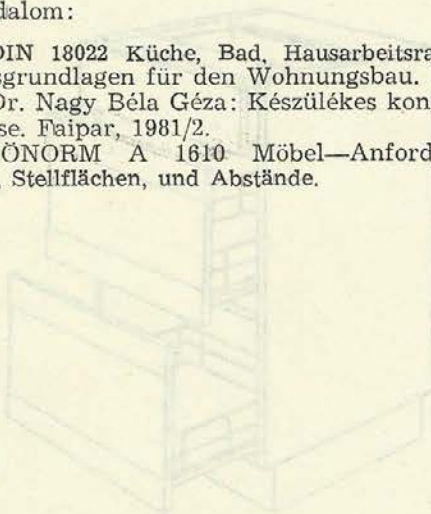 dalom:
DIN 18022 Küche, Bad, Hausarbeitsra
sgrundlagen für den Wohnungsbau.
Dr. Nagy Béla Géza: Készülékes kon
se. Faipar, 1981/2.
ÖNORM A 1610 Möbel—Anford
, Stellflächen, und Abstände.